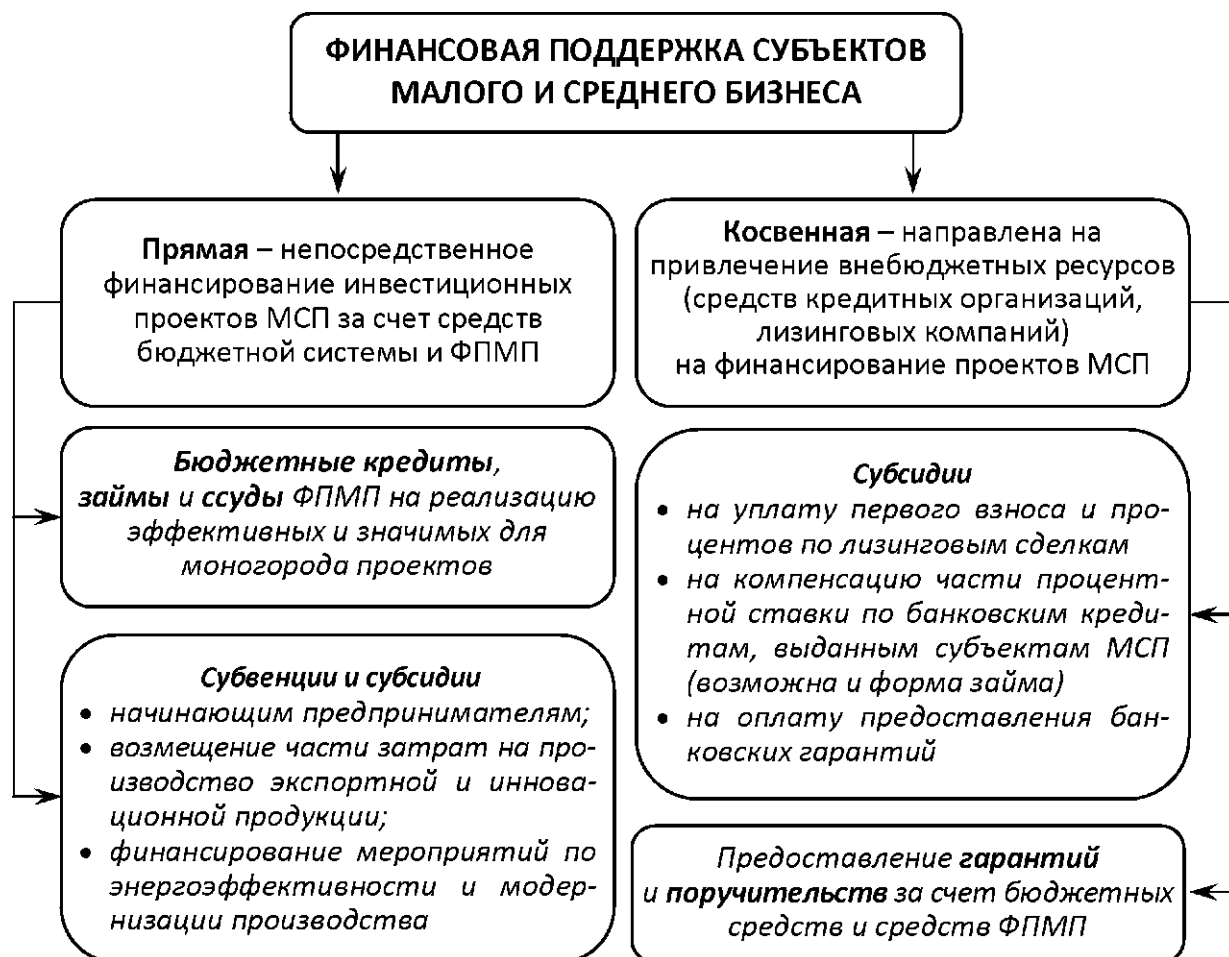 ФИНАНСОВАЯ ПОДДЕРЖКА СУБЪЕКТОВ
МАЛОГО И СРЕДНЕГО БИЗНЕСА
Прямая – непосредственное
финансирование инвестиционных
проектов МСП за счет средств
бюджетной системы и ФПМП
Бюджетные кредиты,
займы и ссуды ФПМП на реализацию
эффективных и значимых для
моногорода проектов
Субвенции и субсидии
• начинающим предпринимателям;
• возмещение части затрат на про-
изводство экспортной и иннова-
ционной продукции;
• финансирование мероприятий по
энергоэффективности и модер-
низации производства
Косвенная – направлена на
привлечение внебюджетных ресурсов
(средств кредитных организаций,
лизинговых компаний)
на финансирование проектов МСП
Субсидии
• на уплату первого взноса и про-
центов по лизинговым сделкам
• на компенсацию части процент-
ной ставки по банковским креди-
там, выданным субъектам МСП
(возможна и форма займа)
• на оплату предоставления бан-
ковских гарантий
Предоставление гарантий
и поручительств за счет бюджетных
средств и средств ФПМП